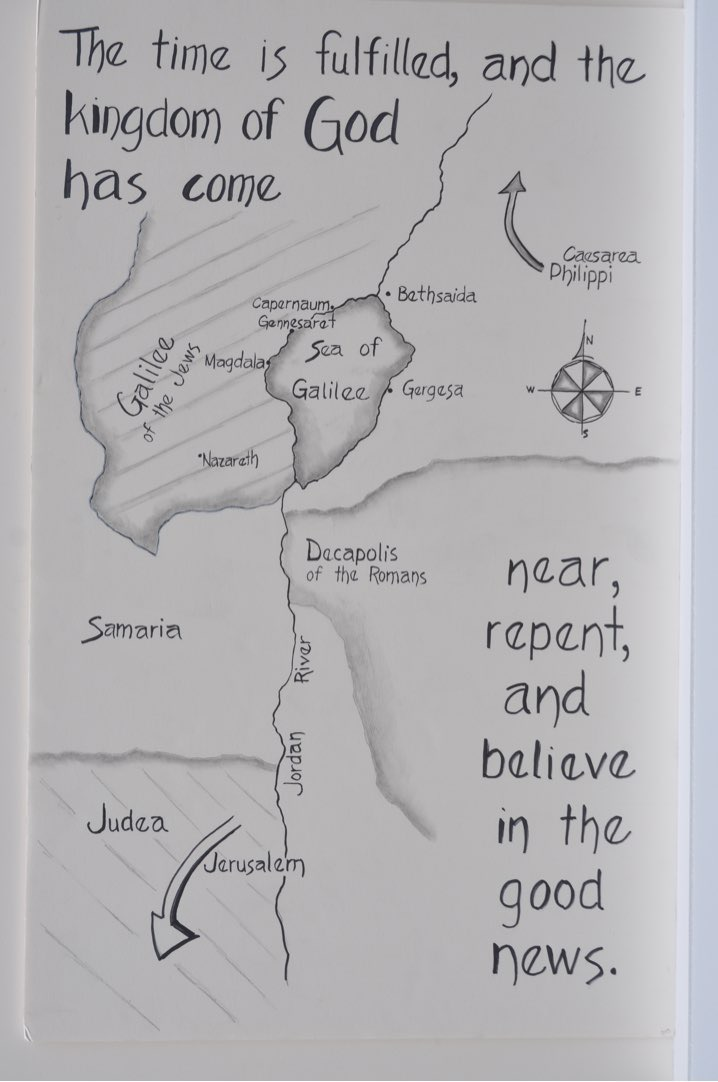 The time is fulfilled, and the
kingdom of God
has come
Caesarea
Philippi
Bethsaida
Capernaum
Gennesaret
Sea of
Galilee
Magdala
Gergesa
Galilee
of the Jews
Nazareth
N
W
E
S
Decapolis
of the Romans
Samaria
River
Jordan
Judea
Jerusalem
near,
repent,
and
believe
in the
good
news.